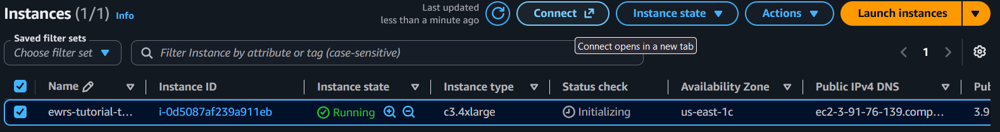 Instances (1/1) Info
Last updated
less than a minute ago
Connect
Instance state
Actions
Launch instances
Saved filter sets
Choose filter set
Filter Instance by attribute or tag (case-sensitive)
Connect opens in a new tab
1
Name Instance ID Instance state Instance type Status check Availability Zone Public IPv4 DNS Pub
ewrs-tutorial-t... i-0d5087af239a911eb Running c3.4xlarge Initializing us-east-1c ec2-3-91-76-139.comp... 3.9